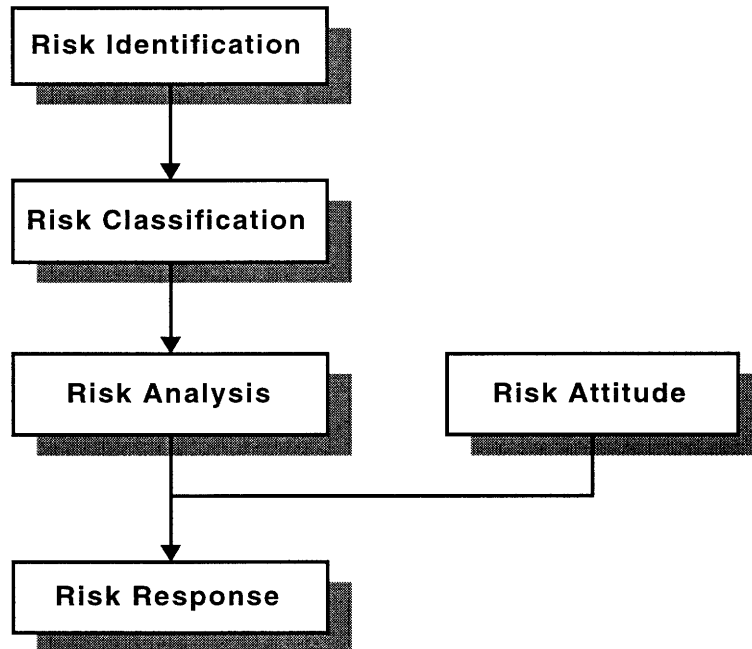 Risk Identification
Risk Classification
Risk Analysis
Risk Attitude
Risk Response